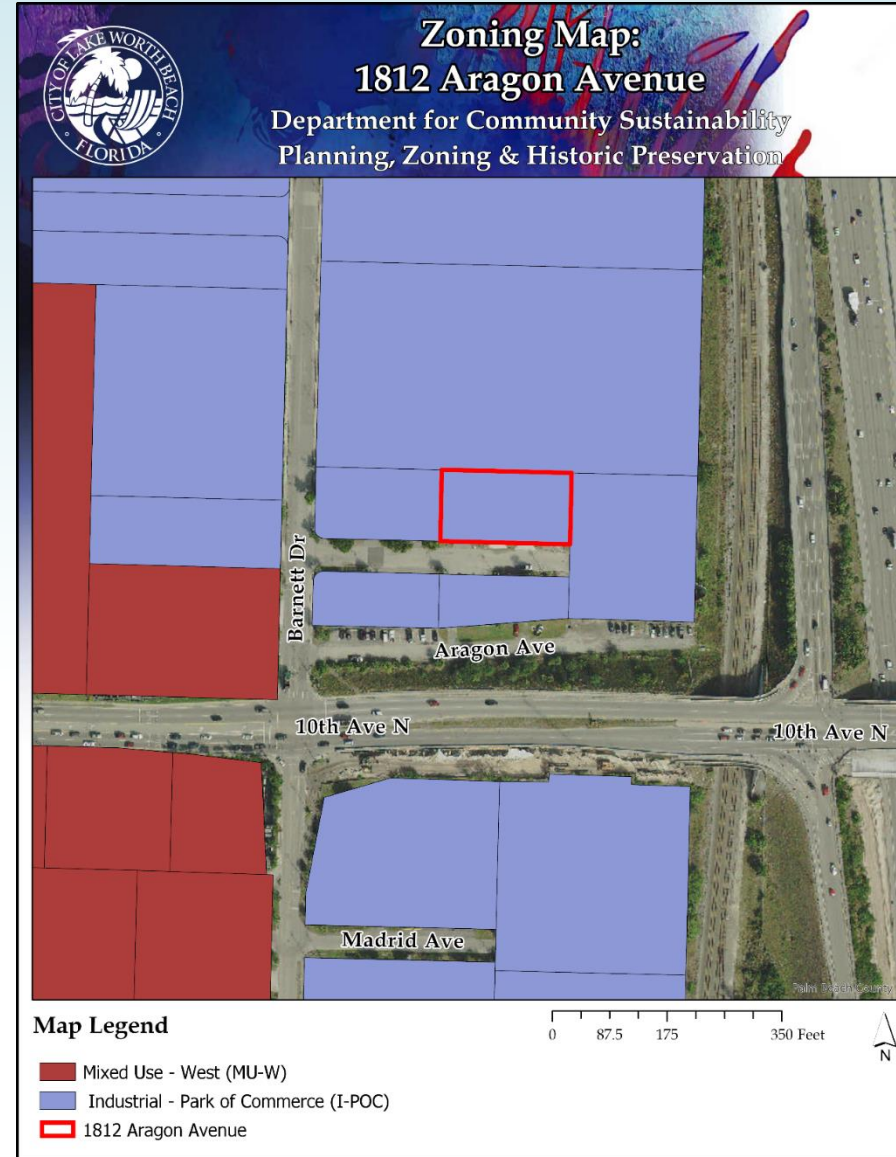 CITY OF LAKE WORTH BEACH
FLORIDA
Zoning Map:
1812 Aragon Avenue
Department for Community Sustainability
Planning, Zoning & Historic Preservation
Barnett Dr
Aragon Ave
10th Ave N
10th Ave N
Madrid Ave
Palm Beach County
Map Legend
0 87.5 175 350 Feet
N
Mixed Use - West (MU-W)
Industrial - Park of Commerce (I-POC)
1812 Aragon Avenue